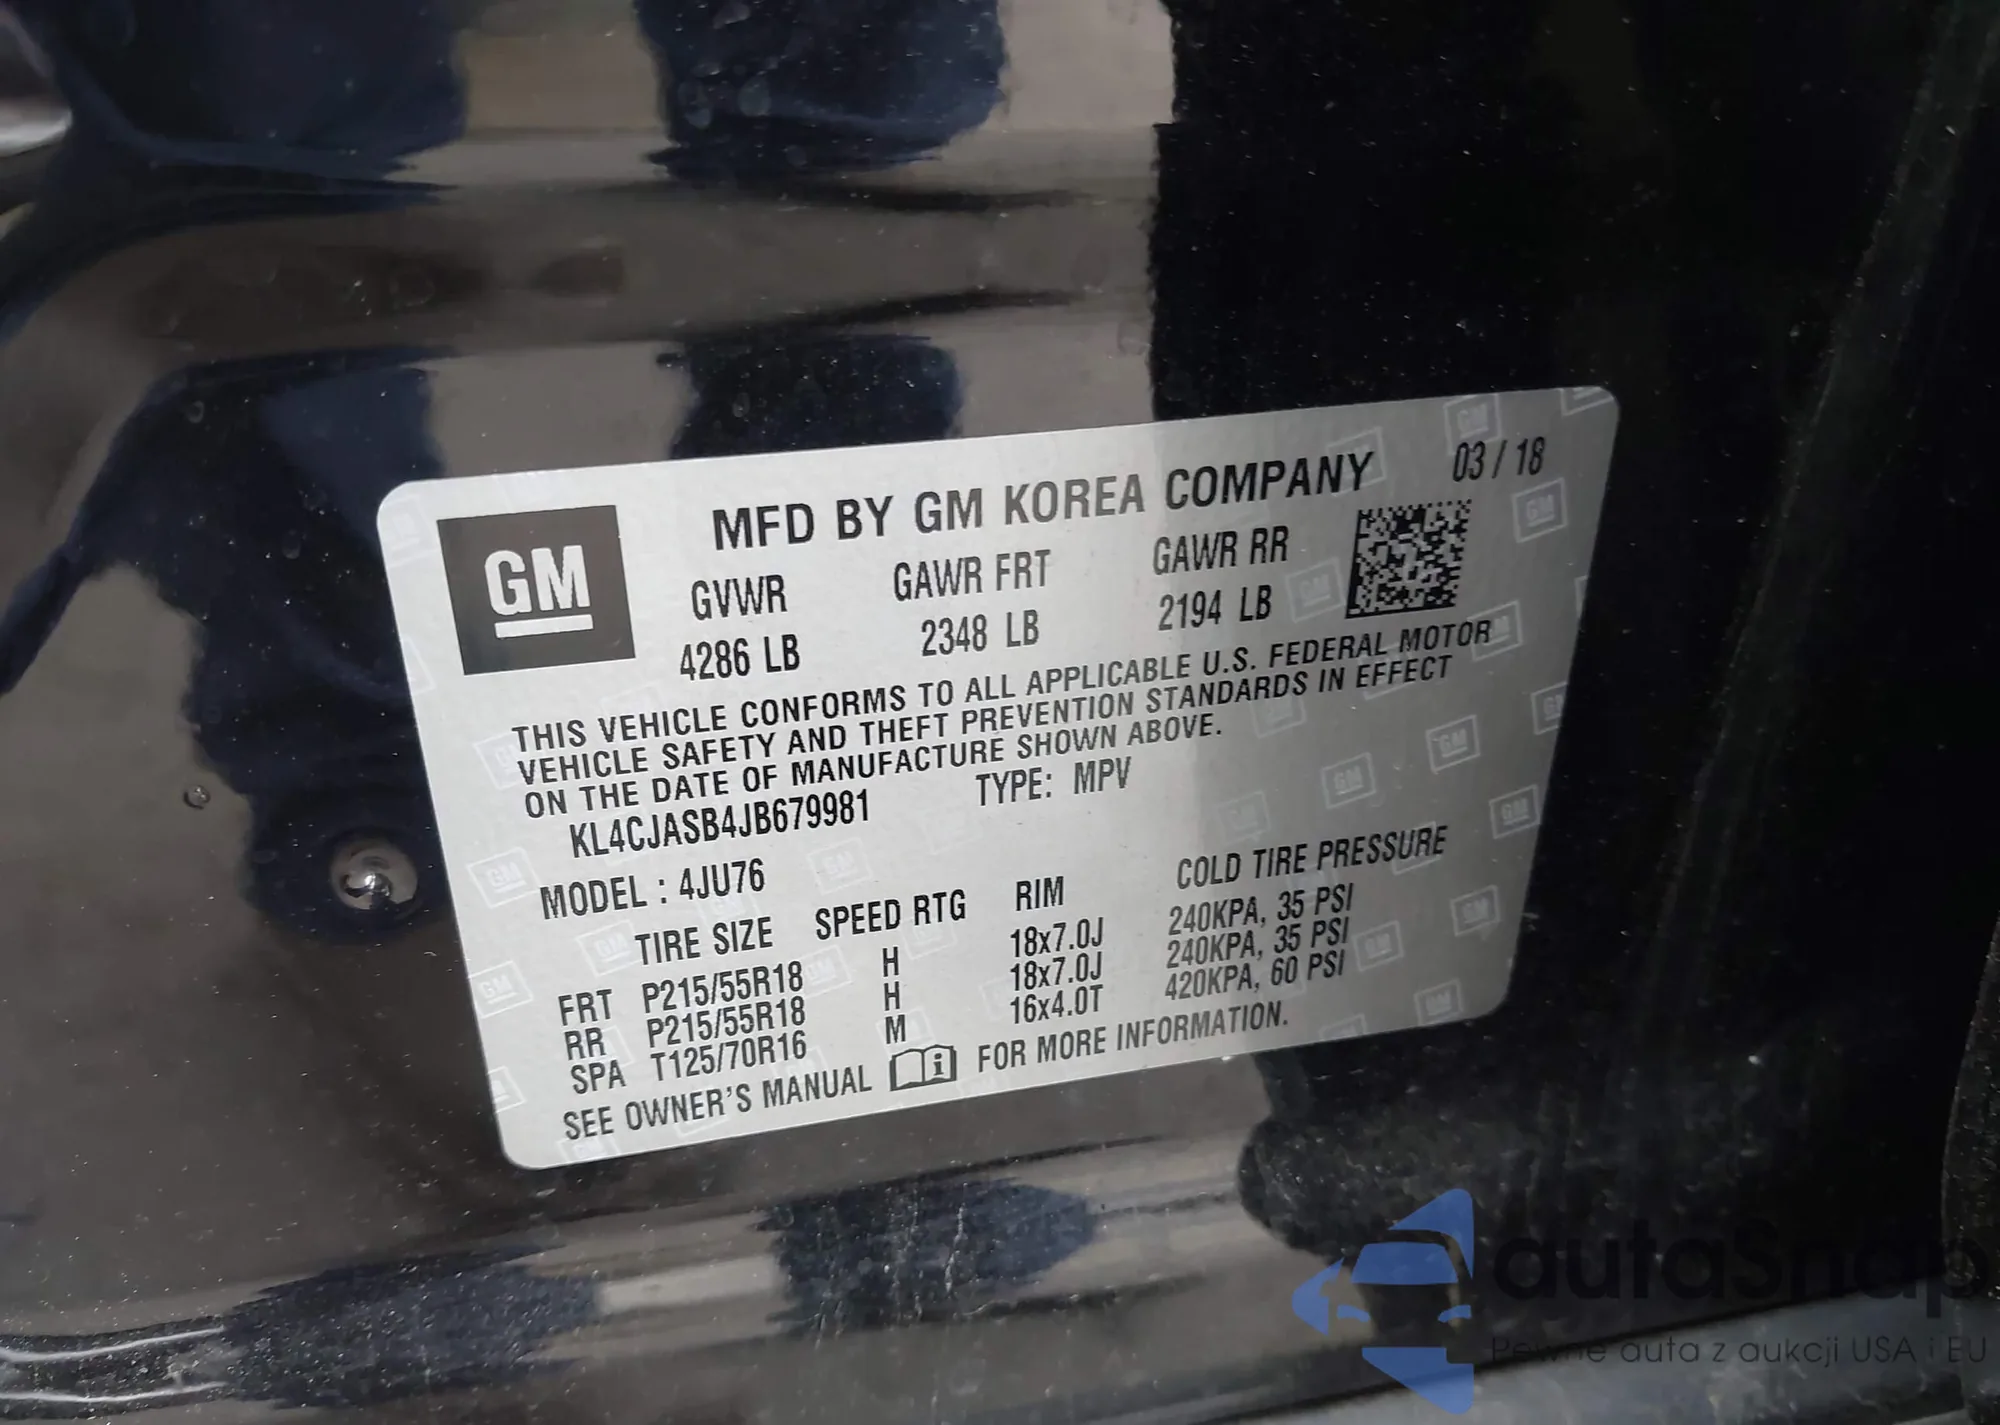 MFD BY GM KOREA COMPANY 03 / 18
GM
GVWR GAWR FRT GAWR RR
4286 LB 2348 LB 2194 LB
THIS VEHICLE CONFORMS TO ALL APPLICABLE U.S. FEDERAL MOTOR
VEHICLE SAFETY AND THEFT PREVENTION STANDARDS IN EFFECT
ON THE DATE OF MANUFACTURE SHOWN ABOVE.
KL4CJASB4JB679981 TYPE: MPV
MODEL : 4JU76
TIRE SIZE SPEED RTG RIM COLD TIRE PRESSURE
FRT P215/55R18 H 18x7.0J 240KPA, 35 PSI
RR P215/55R18 H 18x7.0J 240KPA, 35 PSI
SPA T125/70R16 M 16x4.0T 420KPA, 60 PSI
SEE OWNER'S MANUAL i FOR MORE INFORMATION.
autaSnap
Pewne auta z aukcji USA i EU